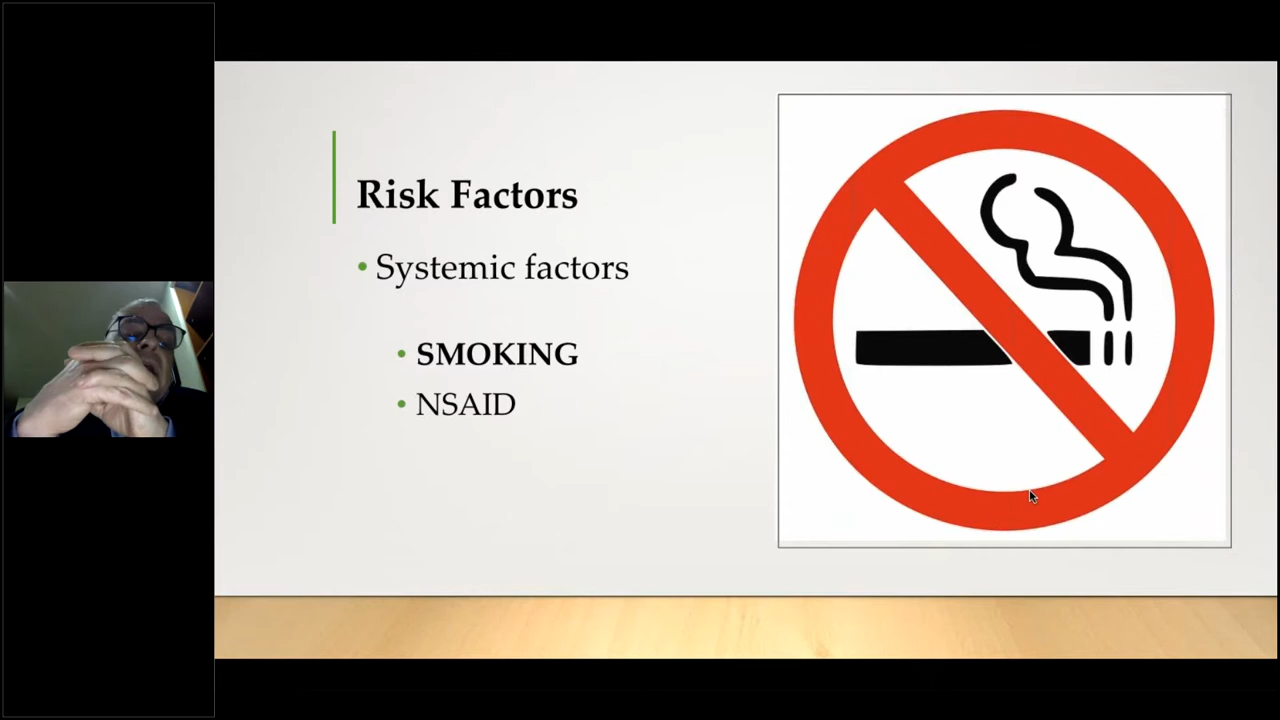 Risk Factors
• Systemic factors
• SMOKING
• NSAID